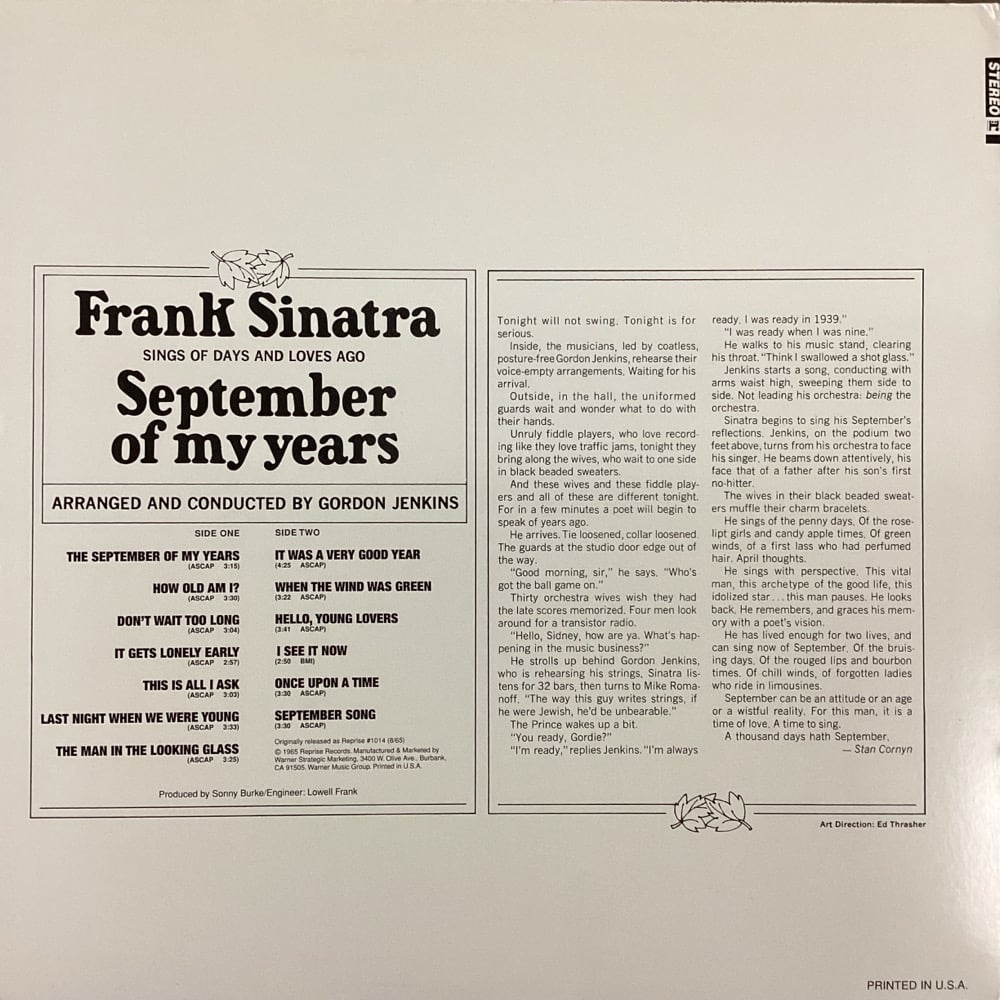 STEREO
Frank Sinatra
SINGS OF DAYS AND LOVES AGO
September
of my years
ARRANGED AND CONDUCTED BY GORDON JENKINS
SIDE ONE
THE SEPTEMBER OF MY YEARS
(ASCAP 3:15)
HOW OLD AM I?
(ASCAP 3:30)
DON'T WAIT TOO LONG
(ASCAP 3:04)
IT GETS LONELY EARLY
(ASCAP 2:57)
THIS IS ALL I ASK
(ASCAP 3:03)
LAST NIGHT WHEN WE WERE YOUNG
(ASCAP 3:33)
THE MAN IN THE LOOKING GLASS
(ASCAP 3:25)
SIDE TWO
IT WAS A VERY GOOD YEAR
(4:25 ASCAP)
WHEN THE WIND WAS GREEN
(3:22 ASCAP)
HELLO, YOUNG LOVERS
(3:41 ASCAP)
I SEE IT NOW
(2:50 BMI)
ONCE UPON A TIME
(3:30 ASCAP)
SEPTEMBER SONG
(3:30 ASCAP)
Originally released as Reprise #1014 (8/65)
© 1965 Reprise Records. Manufactured & Marketed by
Warner Strategic Marketing, 3400 W. Olive Ave., Burbank,
CA 91505. Warner Music Group. Printed in U.S.A.
Produced by Sonny Burke/Engineer: Lowell Frank
Tonight will not swing. Tonight is for
serious.
Inside, the musicians, led by coatless,
posture-free Gordon Jenkins, rehearse their
voice-empty arrangements. Waiting for his
arrival.
Outside, in the hall, the uniformed
guards wait and wonder what to do with
their hands.
Unruly fiddle players, who love record-
ing like they love traffic jams, tonight they
bring along the wives, who wait to one side
in black beaded sweaters.
And these wives and these fiddle play-
ers and all of these are different tonight.
For in a few minutes a poet will begin to
speak of years ago.
He arrives. Tie loosened, collar loosened.
The guards at the studio door edge out of
the way.
"Good morning, sir," he says. "Who's
got the ball game on."
Thirty orchestra wives wish they had
the late scores memorized. Four men look
around for a transistor radio.
"Hello, Sidney, how are ya. What's hap-
pening in the music business?"
He strolls up behind Gordon Jenkins,
who is rehearsing his strings. Sinatra lis-
tens for 32 bars, then turns to Mike Roma-
noff. "The way this guy writes strings, if
he were Jewish, he'd be unbearable."
The Prince wakes up a bit.
"You ready, Gordie?"
"I'm ready," replies Jenkins. "I'm always
ready. I was ready in 1939."
"I was ready when I was nine."
He walks to his music stand, clearing
his throat. "Think I swallowed a shot glass."
Jenkins starts a song, conducting with
arms waist high, sweeping them side to
side. Not leading his orchestra: being the
orchestra.
Sinatra begins to sing his September's
reflections. Jenkins, on the podium two
feet above, turns from his orchestra to face
his singer. He beams down attentively, his
face that of a father after his son's first
no-hitter.
The wives in their black beaded sweat-
ers muffle their charm bracelets.
He sings of the penny days. Of the rose-
lipt girls and candy apple times. Of green
winds, of a first lass who had perfumed
hair. April thoughts.
He sings with perspective. This vital
man, this archetype of the good life, this
idolized star...this man pauses. He looks
back. He remembers, and graces his mem-
ory with a poet's vision.
He has lived enough for two lives, and
can sing now of September. Of the bruis-
ing days. Of the rouged lips and bourbon
times. Of chill winds, of forgotten ladies
who ride in limousines.
September can be an attitude or an age
or a wistful reality. For this man, it is a
time of love. A time to sing.
A thousand days hath September.
— Stan Cornyn
Art Direction: Ed Thrasher
PRINTED IN U.S.A.